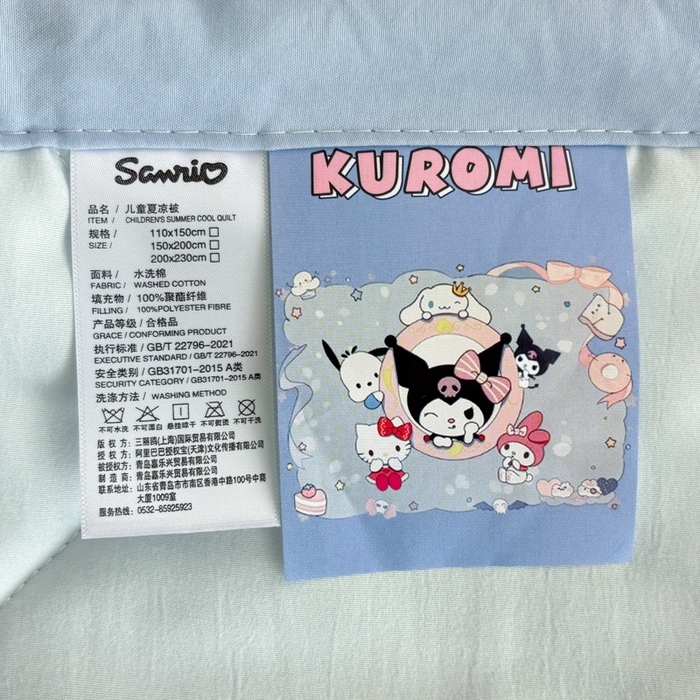 Sanrio
品名 / 儿童夏凉被
ITEM / CHILDREN'S SUMMER COOL QUILT
规格 / 110x150cm
SIZE / 150x200cm
200x230cm
面料 / 水洗棉
FABRIC / WASHED COTTON
填充物 / 100%聚酯纤维
FILLING / 100%POLYESTER FIBRE
产品等级 / 合格品
GRACE / CONFORMING PRODUCT
执行标准 / GB/T 22796-2021
EXECUTIVE STANDARD / GB/T 22796-2021
安全类别 / GB31701-2015 A类
SECURITY CATEGORY / GB31701-2015 A类
洗涤方法 / WASHING METHOD
不可水洗 不可漂白 悬挂晾干 不可熨烫 不可干洗
版 权 方: 三丽鸥(上海)国际贸易有限公司
授 权 方: 阿里巴巴授权宝(天津)文化传播有限公司
被授权方: 青岛嘉乐兴贸易有限公司
制 造 商: 青岛嘉乐兴贸易有限公司
联系地址: 山东省青岛市市南区香港中路100号中商
大厦1009室
服务热线: 0532-85925923
KUROMI